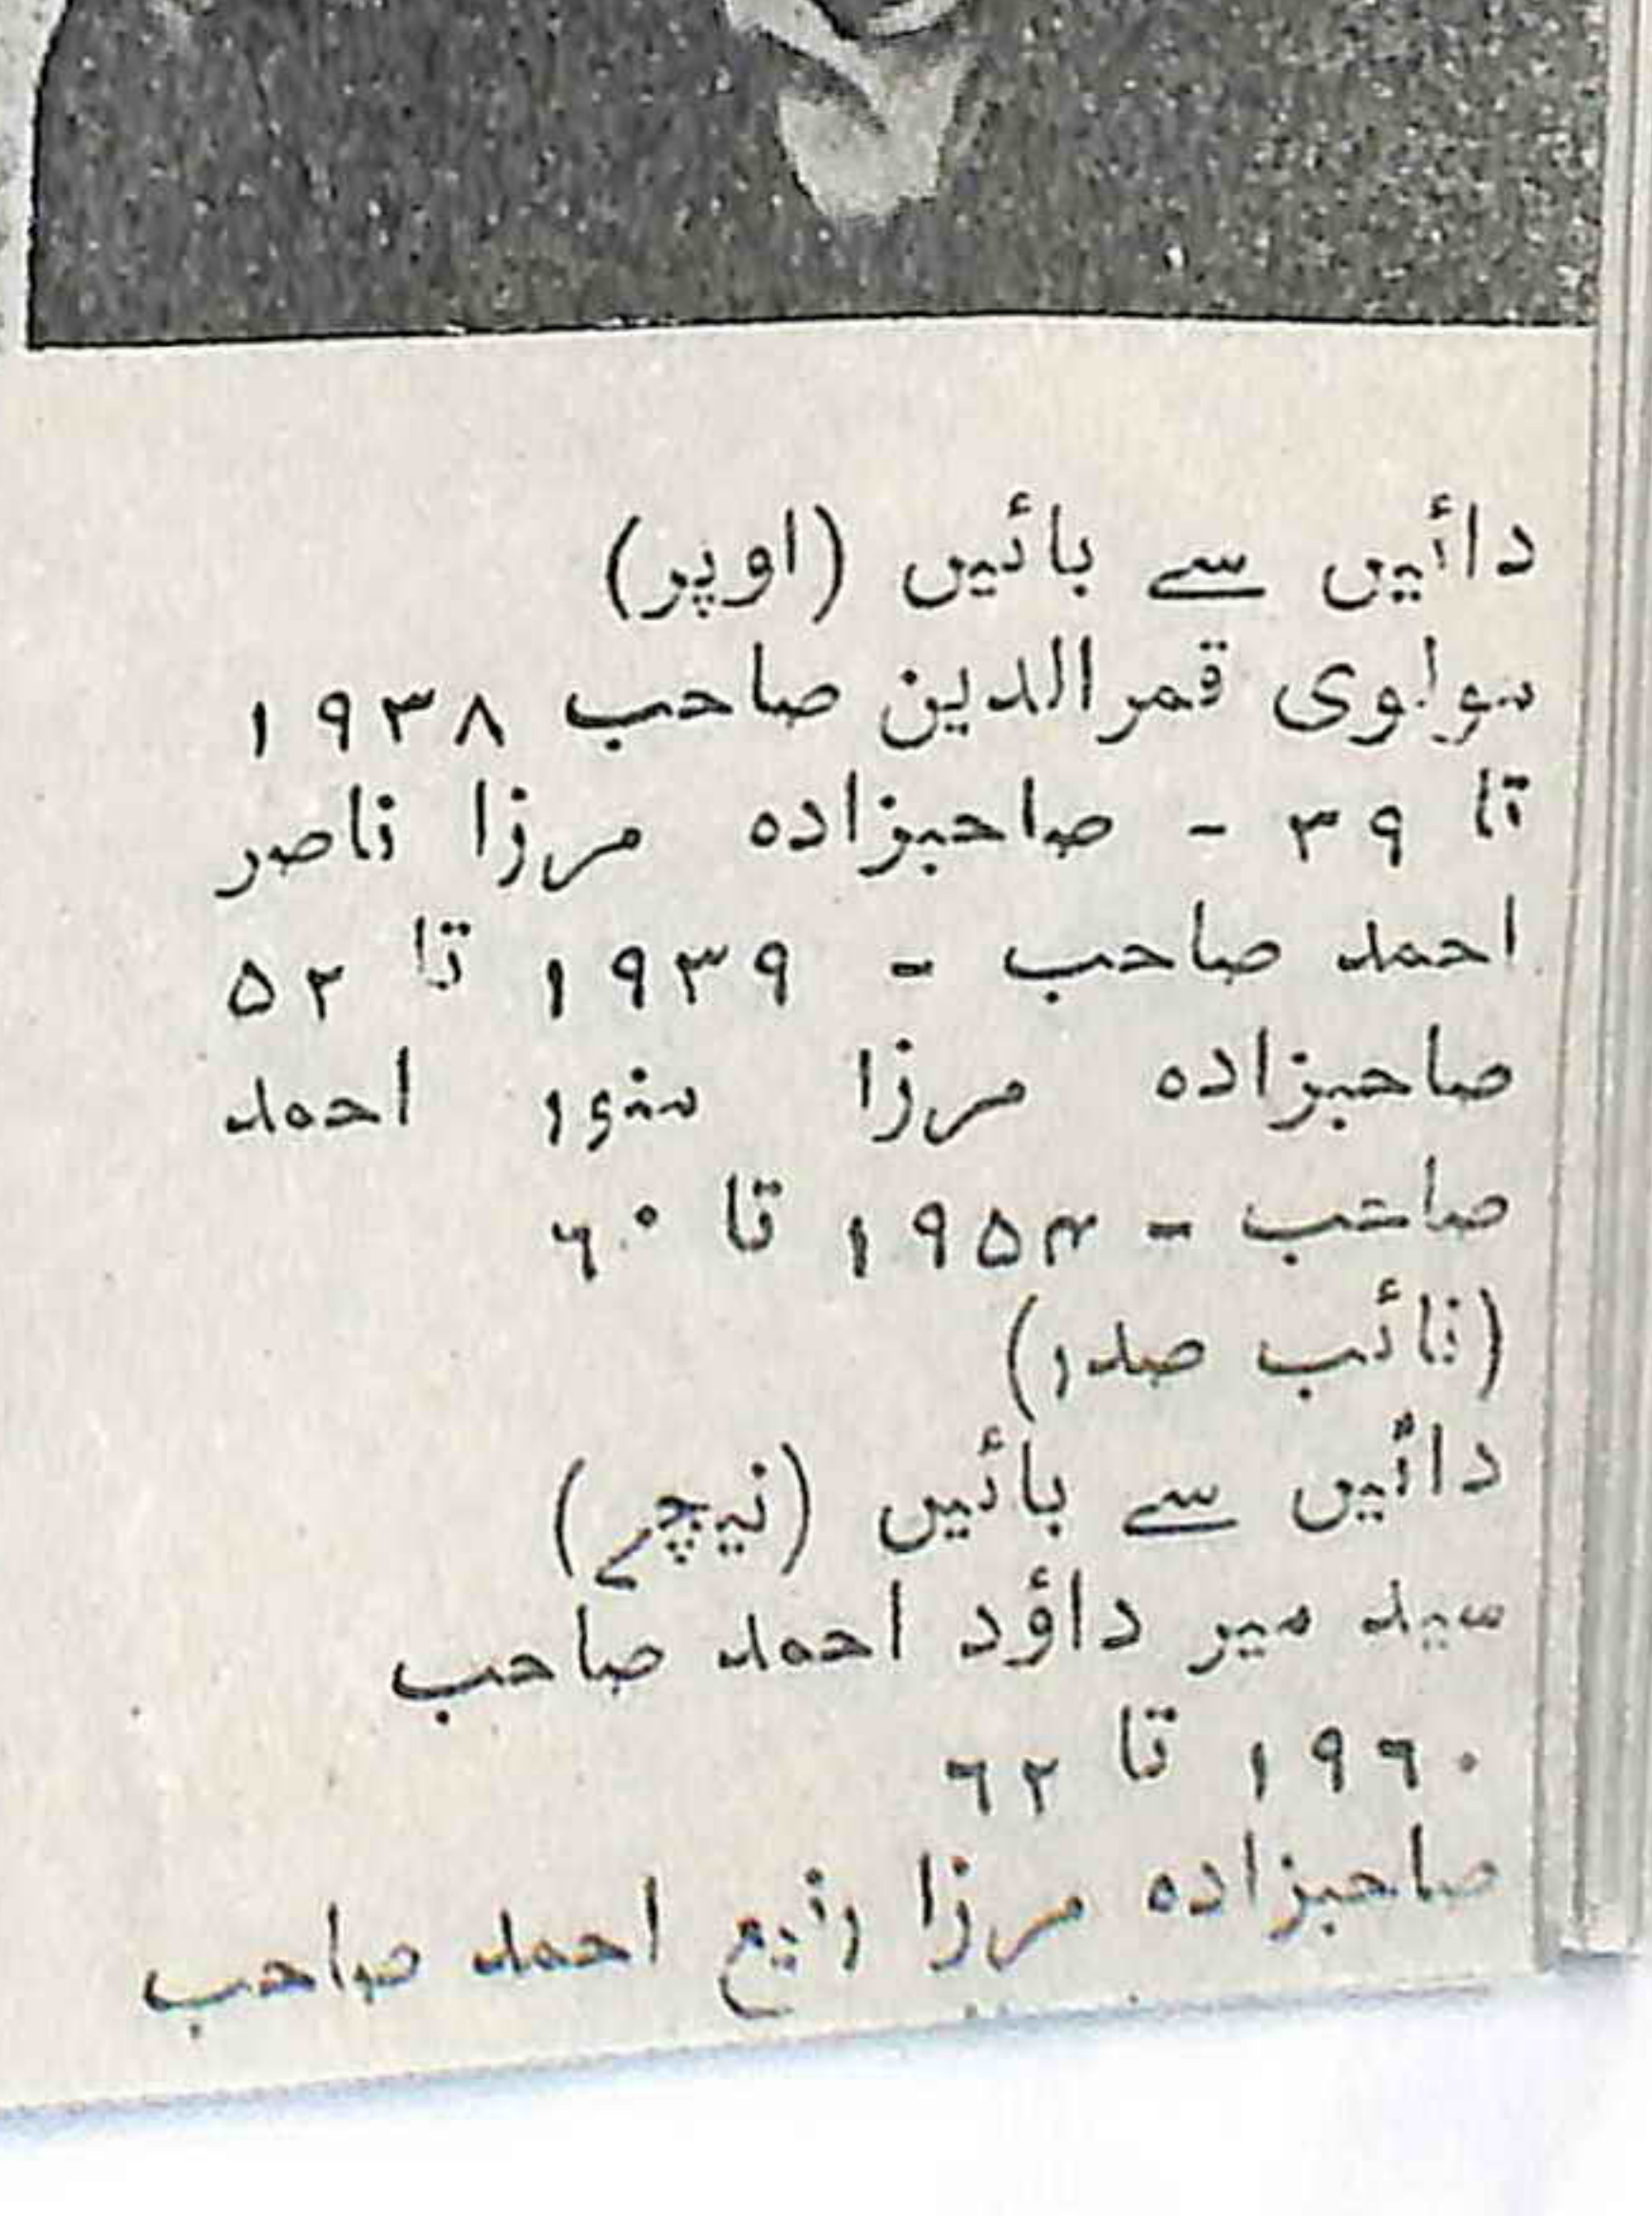 دائیں سے بائیں (اوپر)
مولوی قمرالدین صاحب ۱۹۳۸
تا ۳۹ - صاحبزادہ مرزا ناصر
احمد صاحب - ۱۹۳۹ تا ۵۲
صاحبزادہ مرزا منور احمد
صاحب - ۱۹۵۴ تا ۶۰
(نائب صدر)
دائیں سے بائیں (نیچے)
سید میر داؤد احمد صاحب
۱۹۶۰ تا ۶۲
صاحبزادہ مرزا رفیع احمد صاحب